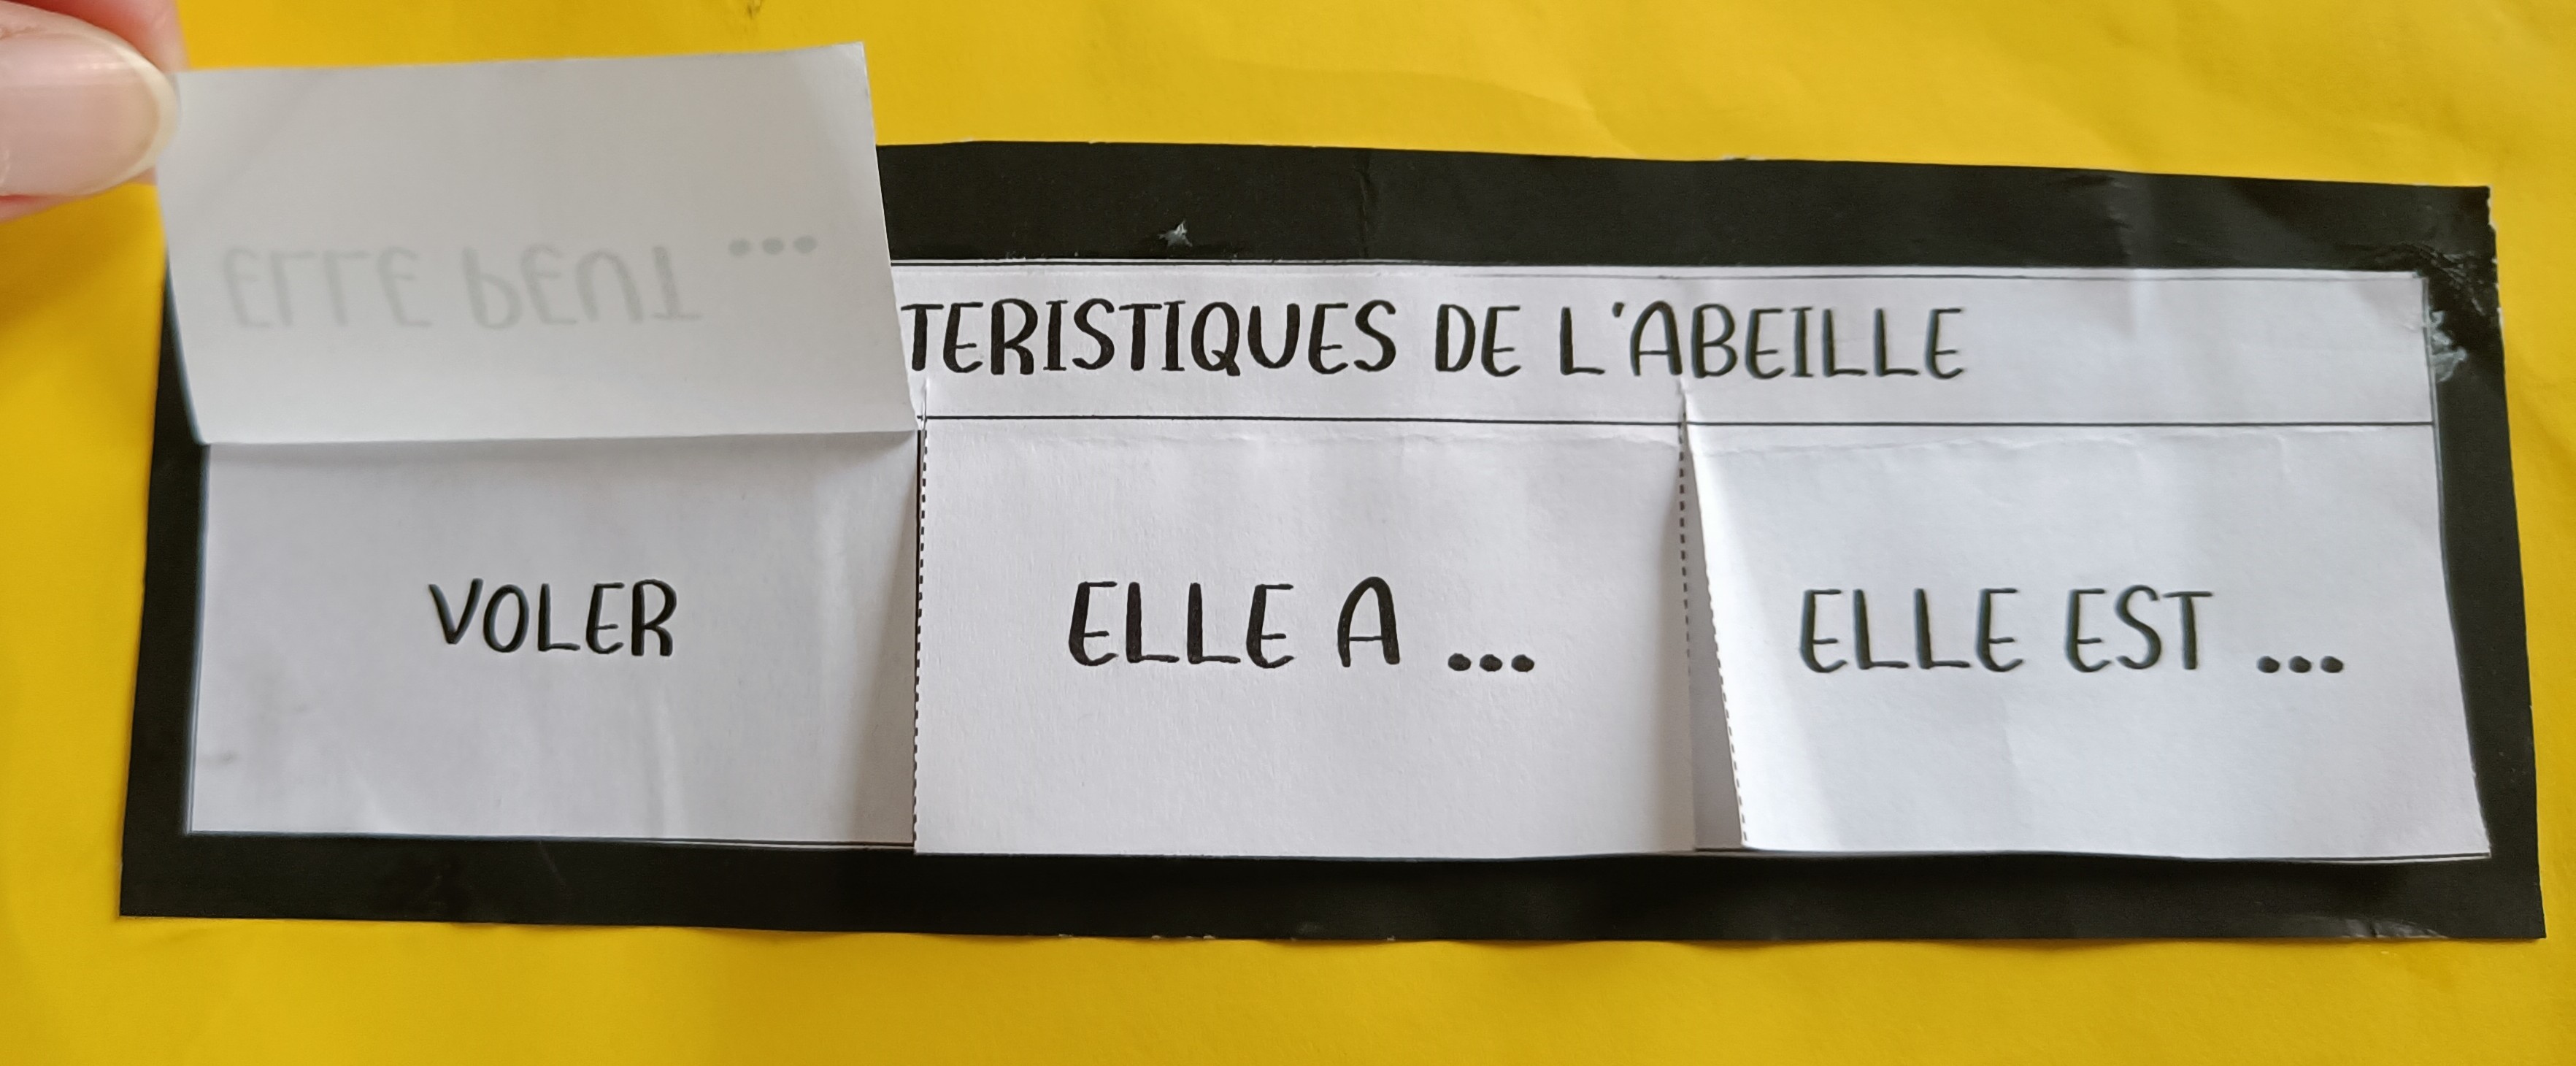 ELLE PEUT ...
TERISTIQUES DE L'ABEILLE
VOLER
ELLE A ...
ELLE EST ...